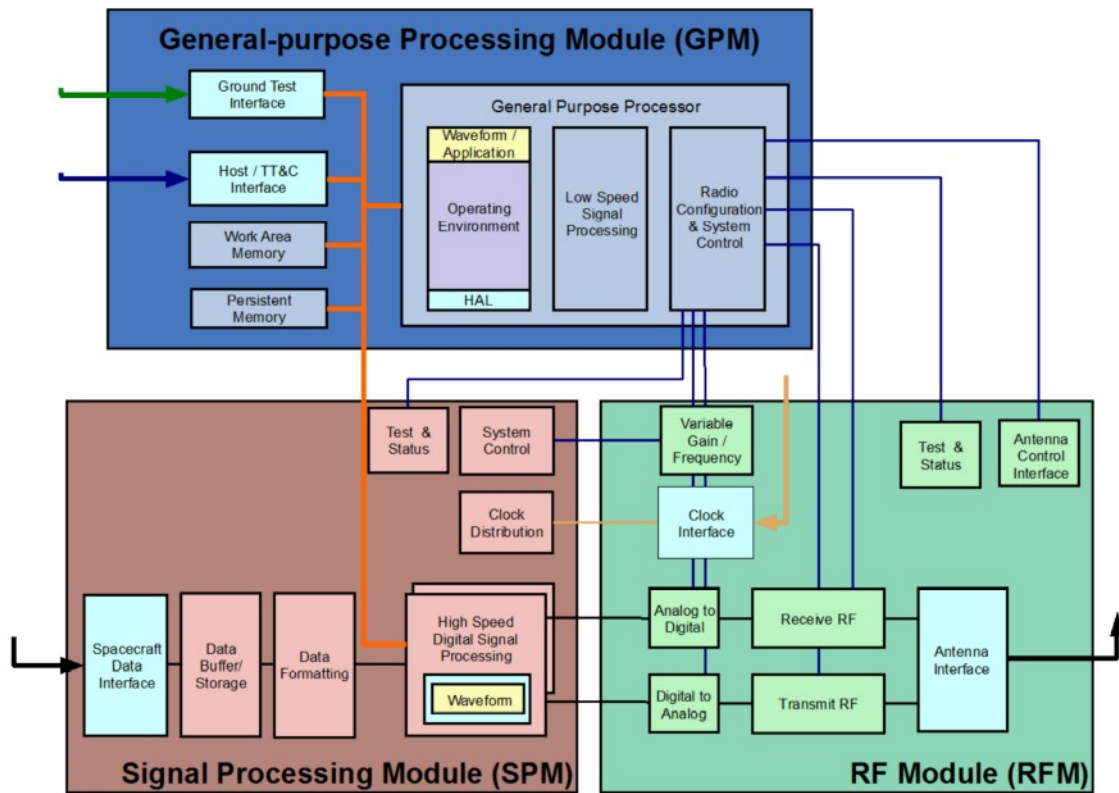 General-purpose Processing Module (GPM)
Ground Test
Interface
Host / TT&C
Interface
Work Area
Memory
Persistent
Memory
General Purpose Processor
Waveform /
Application
Operating
Environment
HAL
Low Speed
Signal
Processing
Radio
Configuration
& System
Control
Test &
Status
System
Control
Clock
Distribution
Spacecraft
Data
Interface
Data
Buffer/
Storage
Data
Formatting
High Speed
Digital Signal
Processing
Waveform
Signal Processing Module (SPM)
Variable
Gain /
Frequency
Clock
Interface
Test &
Status
Antenna
Control
Interface
Analog to
Digital
Receive RF
Digital to
Analog
Transmit RF
Antenna
Interface
RF Module (RFM)